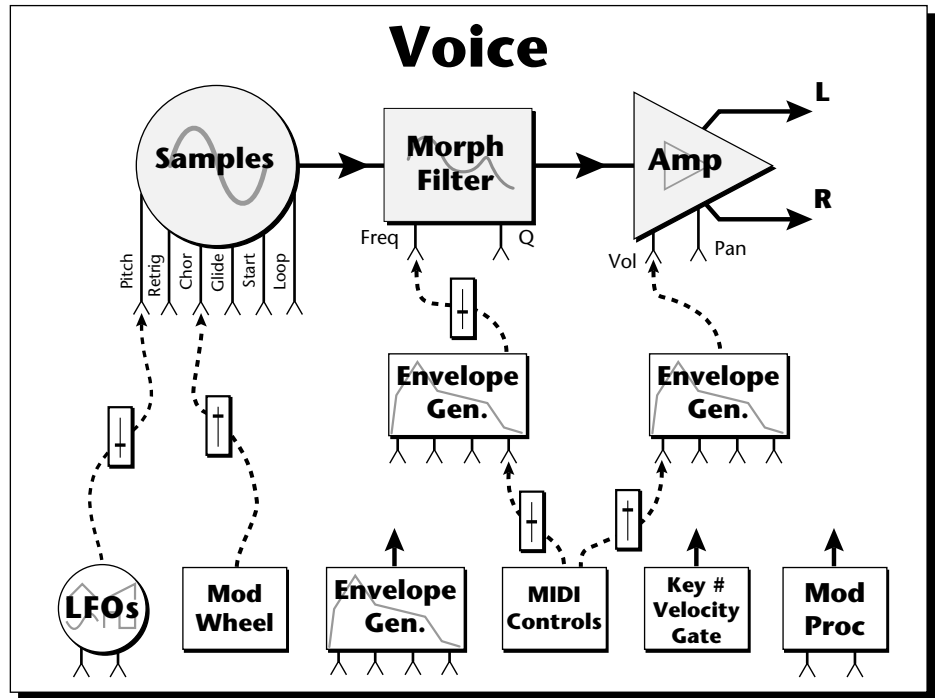 Voice
L
Samples
Morph
Filter
Amp
R
Freq
Q
Vol
Pan
Pitch
Retrig
Chor
Glide
Start
Loop
Envelope
Gen.
Envelope
Gen.
LFOs
Mod
Wheel
Envelope
Gen.
MIDI
Controls
Key #
Velocity
Gate
Mod
Proc